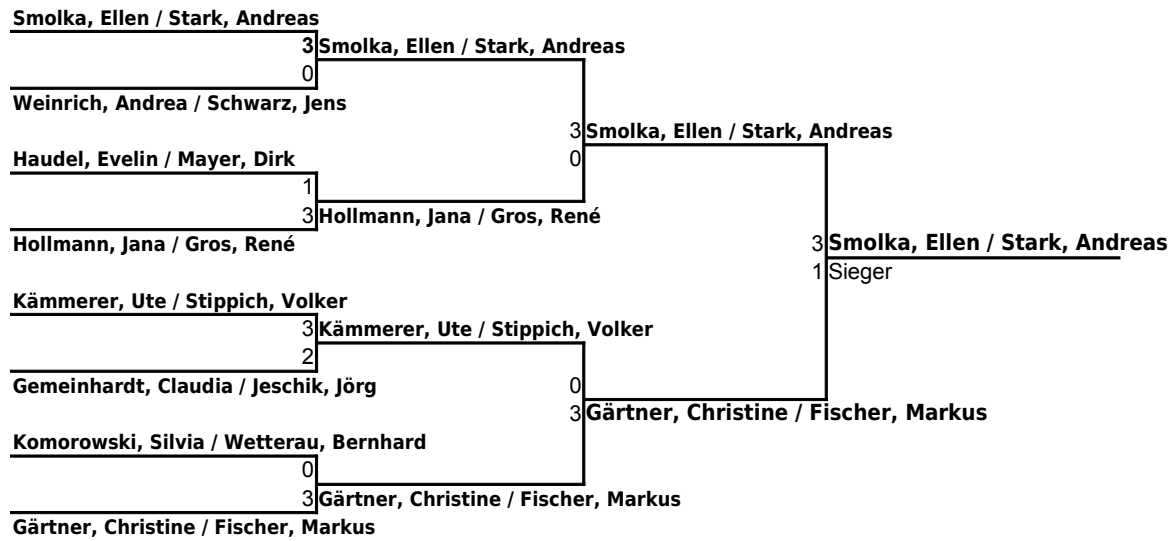 Smolka, Ellen / Stark, Andreas
3 Smolka, Ellen / Stark, Andreas
0
Weinrich, Andrea / Schwarz, Jens
3 Smolka, Ellen / Stark, Andreas
Haudel, Evelin / Mayer, Dirk
0
1
3 Hollmann, Jana / Gros, René
Hollmann, Jana / Gros, René
3 Smolka, Ellen / Stark, Andreas
1 Sieger
Kämmerer, Ute / Stippich, Volker
3 Kämmerer, Ute / Stippich, Volker
2
Gemeinhardt, Claudia / Jeschik, Jörg
0
3 Gärtner, Christine / Fischer, Markus
Komorowski, Silvia / Wetterau, Bernhard
0
3 Gärtner, Christine / Fischer, Markus
Gärtner, Christine / Fischer, Markus